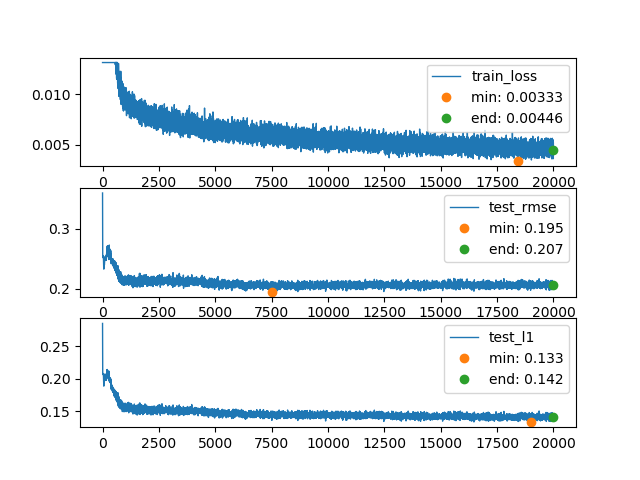 train_loss
min: 0.00333
end: 0.00446
0.010
0.005
0 2500 5000 7500 10000 12500 15000 17500 20000
test_rmse
min: 0.195
end: 0.207
0.3
0.2
0 2500 5000 7500 10000 12500 15000 17500 20000
test_l1
min: 0.133
end: 0.142
0.25
0.20
0.15
0 2500 5000 7500 10000 12500 15000 17500 20000